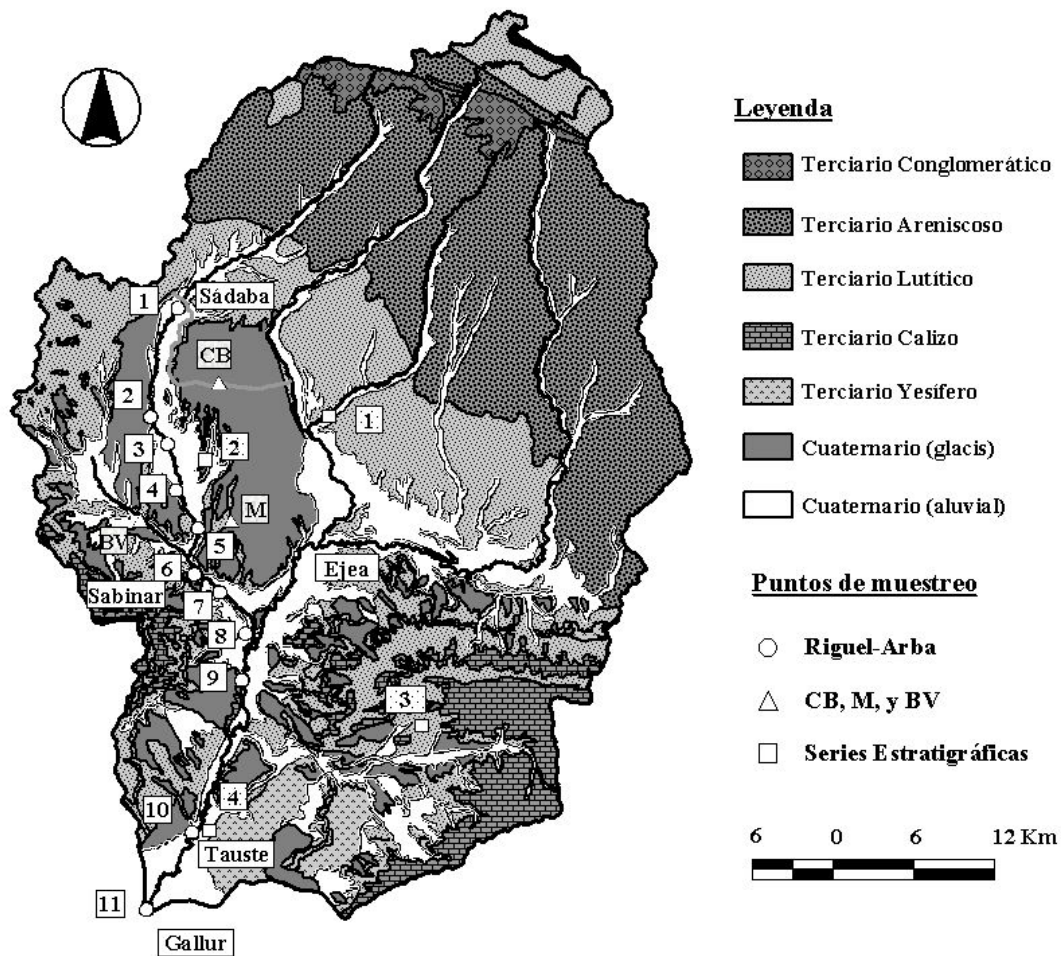 Leyenda
Terciario Conglomerático
Terciario Areniscoso
Terciario Lutítico
Terciario Calizo
Terciario Yesífero
Cuaternario (glacis)
Cuaternario (aluvial)
Puntos de muestreo
Riguel-Arba
CB, M, y BV
Series Estratigráficas
6 0 6 12 Km
1
Sádaba
CB
2
1
3
2
4
M
5
BV
6
Ejea
Sabinar
7
8
9
3
10
4
Tauste
11
Gallur